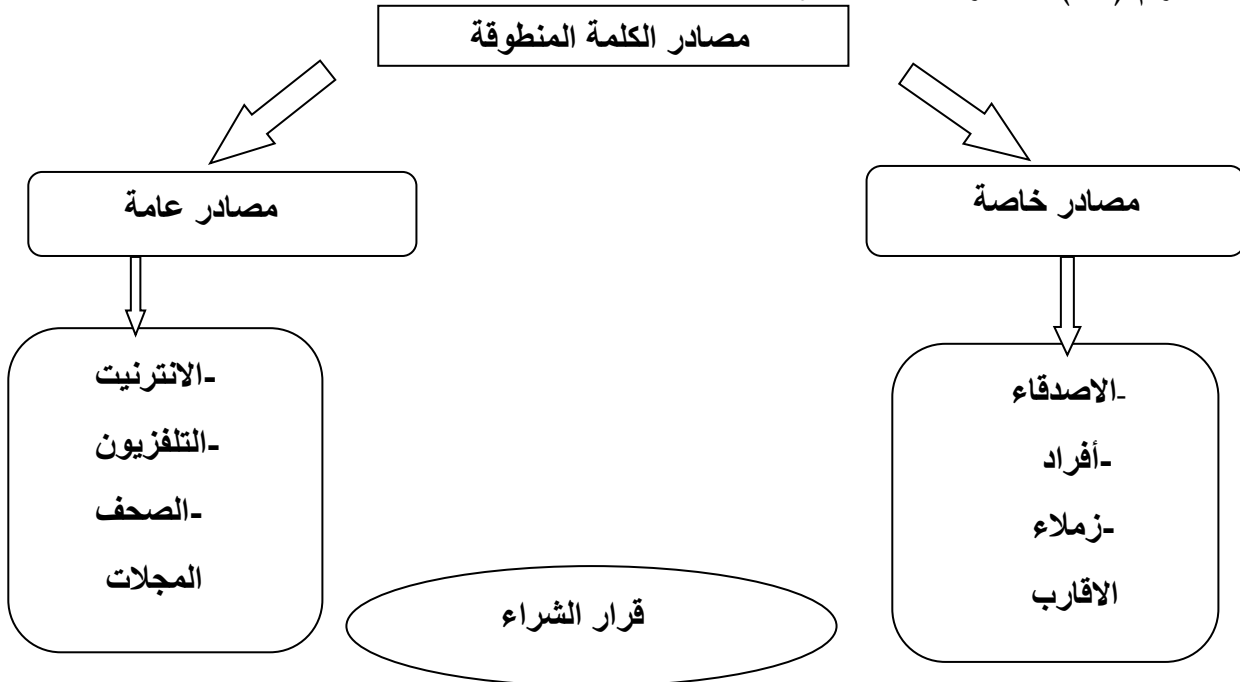 مصادر الكلمة المنطوقة
مصادر خاصة
مصادر عامة
-الاصدقاء
-أفراد
-زملاء
الاقارب
-الانترنيت
-التلفزيون
-الصحف
المجلات
قرار الشراء